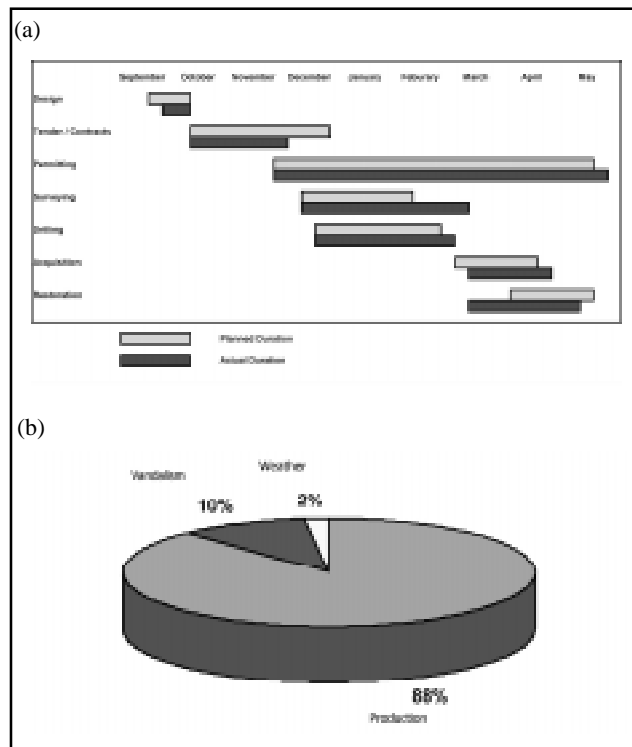 (a)
September October November December January Feburary March April May
Design
Tender / Contracts
Permitting
Surveying
Drilling
Acquisition
Restoration
Planned Duration
Actual Duration
(b)
Weather
Vandalism
10% 2%
88%
Production